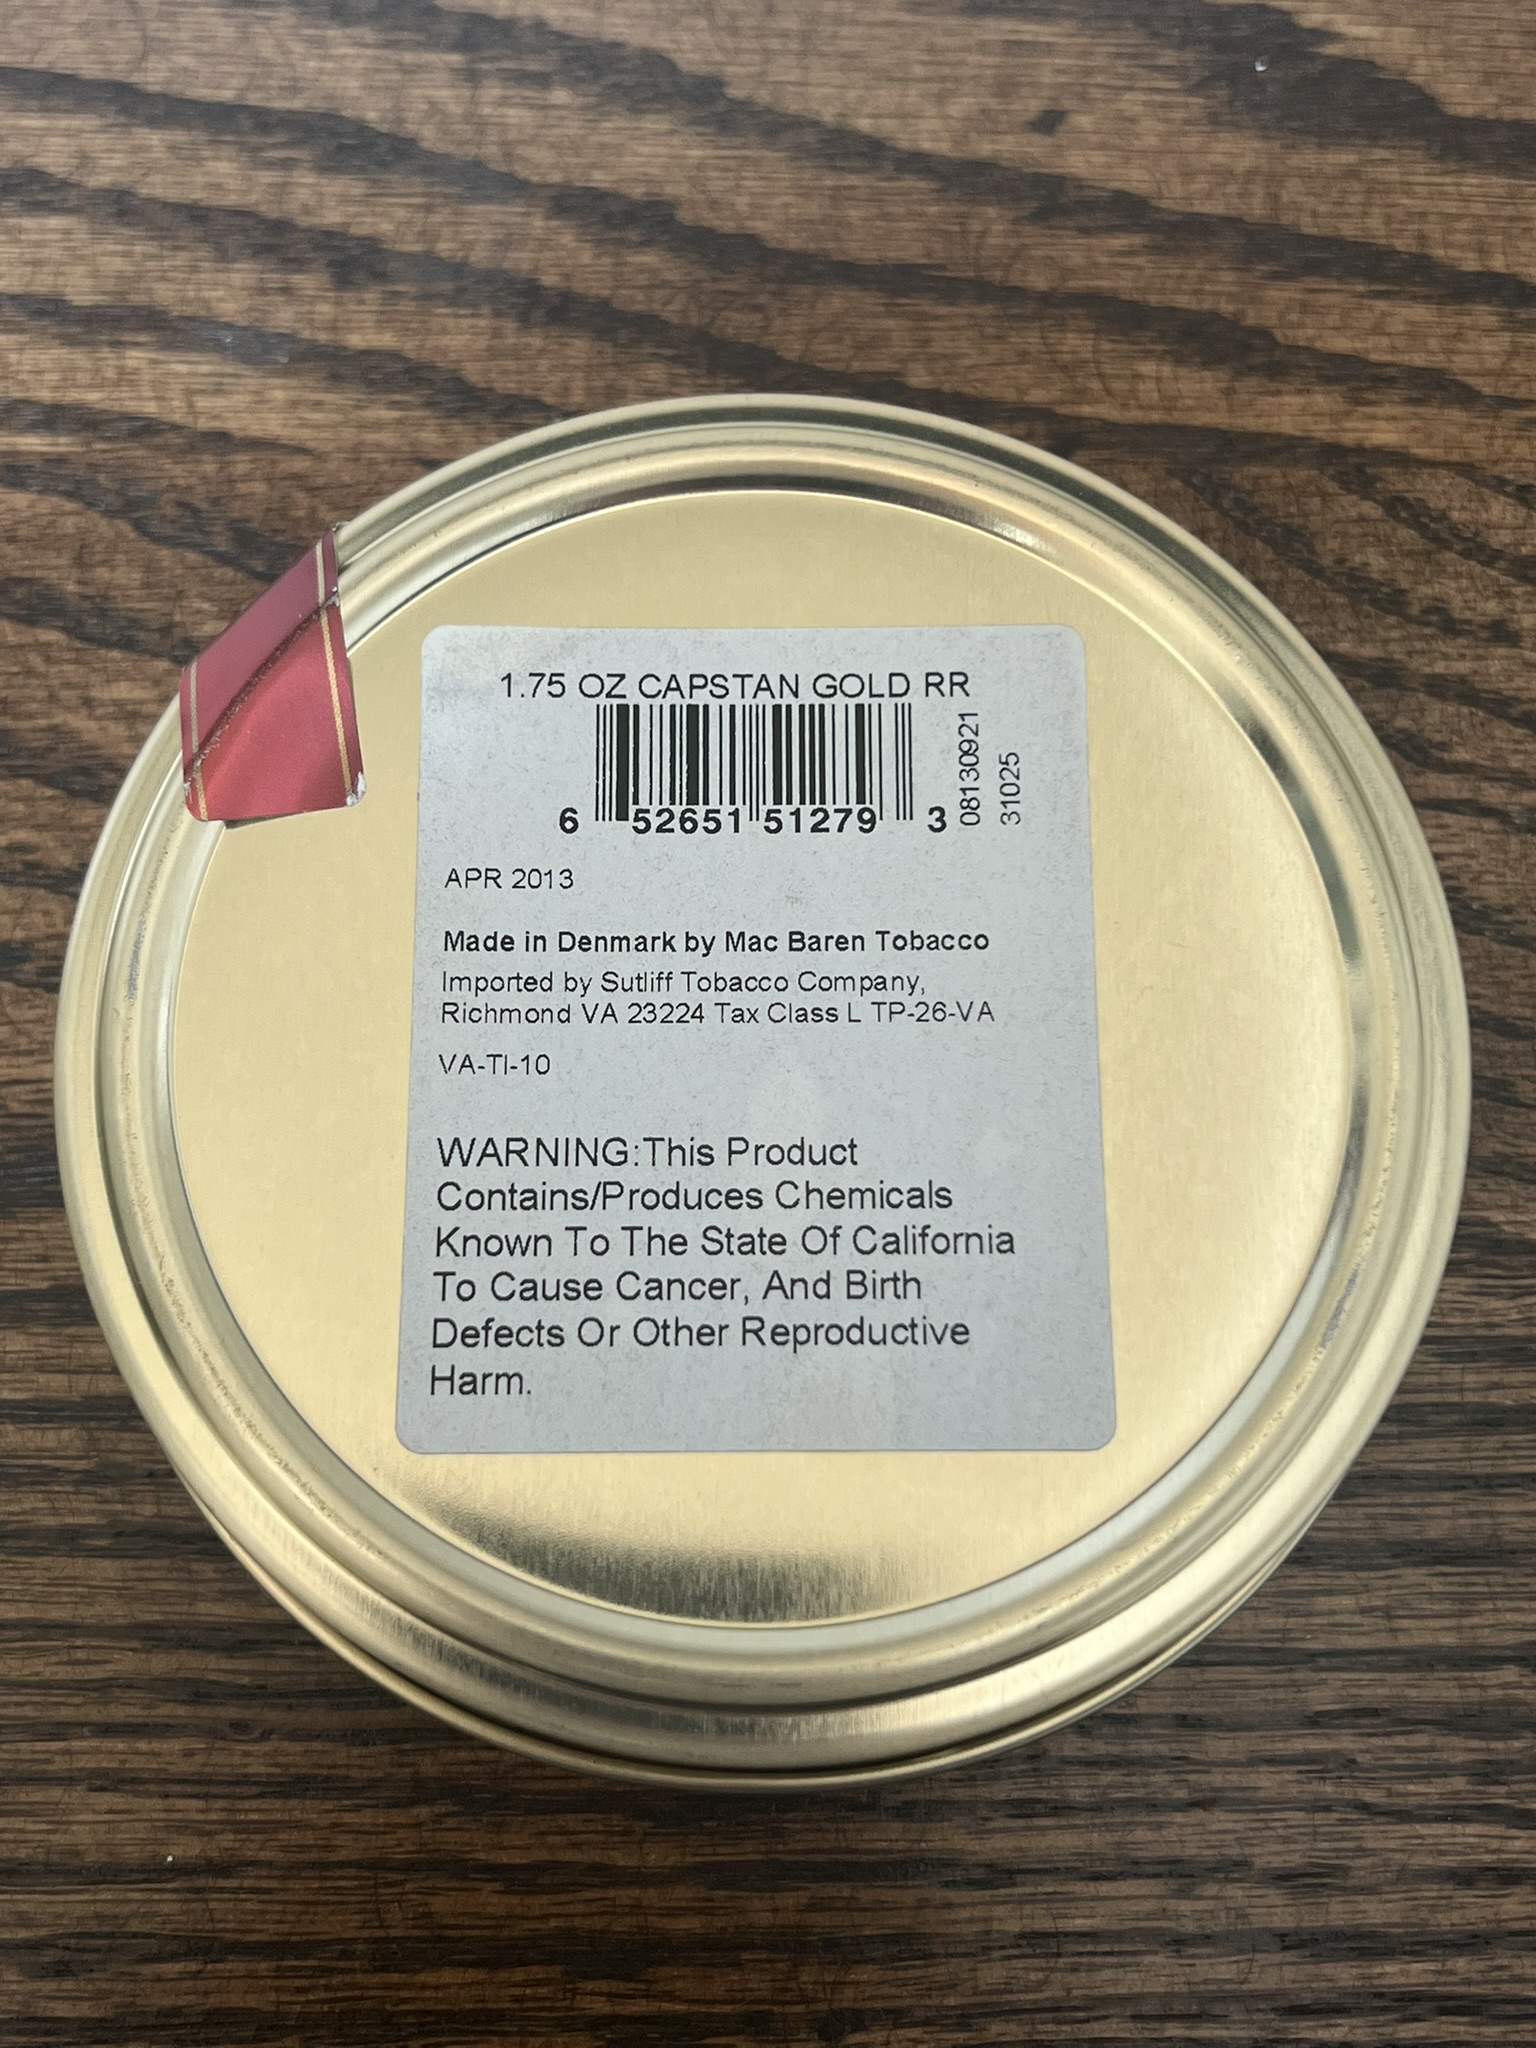 1.75 OZ CAPSTAN GOLD RR
6 52651 51279 3
08130921
31025
APR 2013
Made in Denmark by Mac Baren Tobacco
Imported by Sutliff Tobacco Company,
Richmond VA 23224 Tax Class L TP-26-VA
VA-TI-10
WARNING:This Product
Contains/Produces Chemicals
Known To The State Of California
To Cause Cancer, And Birth
Defects Or Other Reproductive
Harm.